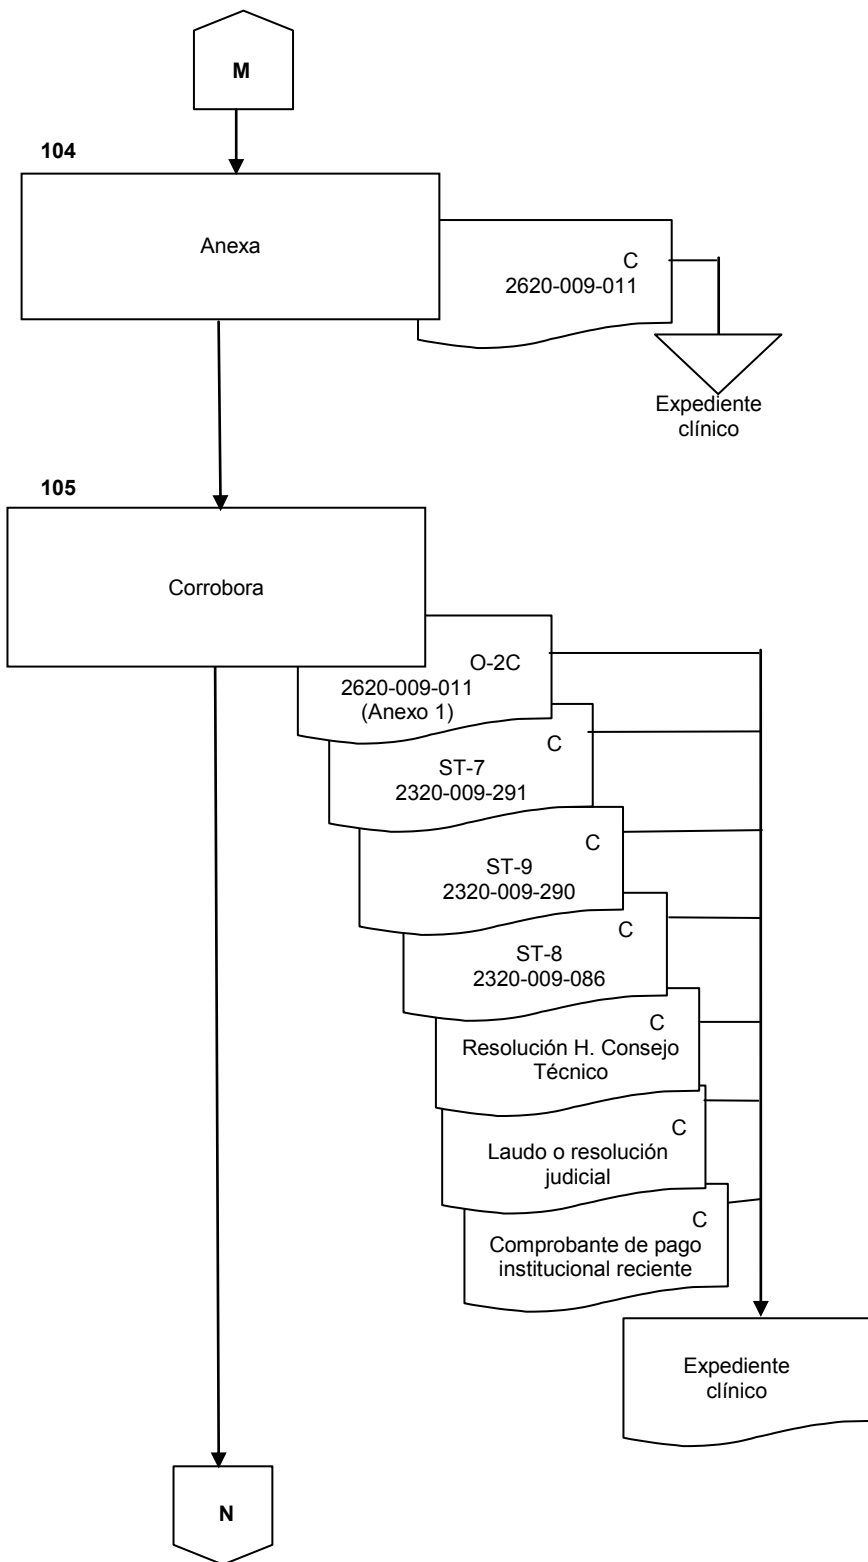 M
104
Anexa
C
2620-009-011
Expediente
clínico
105
Corrobora
O-2C
2620-009-011
(Anexo 1)
C
ST-7
2320-009-291
C
ST-9
2320-009-290
C
ST-8
2320-009-086
C
Resolución H. Consejo
Técnico
C
Laudo o resolución
judicial
C
Comprobante de pago
institucional reciente
Expediente
clínico
N